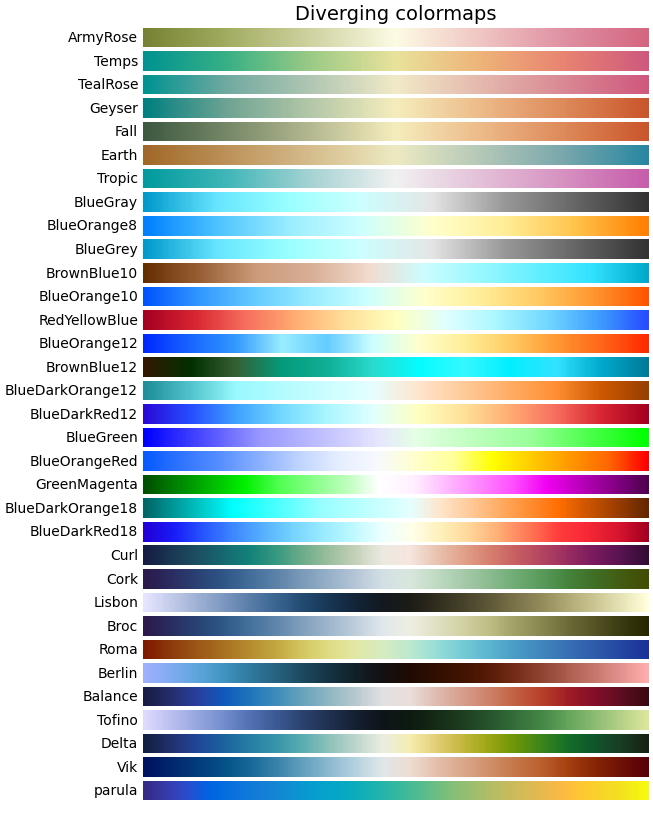 Diverging colormaps
ArmyRose
Temps
TealRose
Geyser
Fall
Earth
Tropic
BlueGray
BlueOrange8
BlueGrey
BrownBlue10
BlueOrange10
RedYellowBlue
BlueOrange12
BrownBlue12
BlueDarkOrange12
BlueDarkRed12
BlueGreen
BlueOrangeRed
GreenMagenta
BlueDarkOrange18
BlueDarkRed18
Curl
Cork
Lisbon
Broc
Roma
Berlin
Balance
Tofino
Delta
Vik
parula